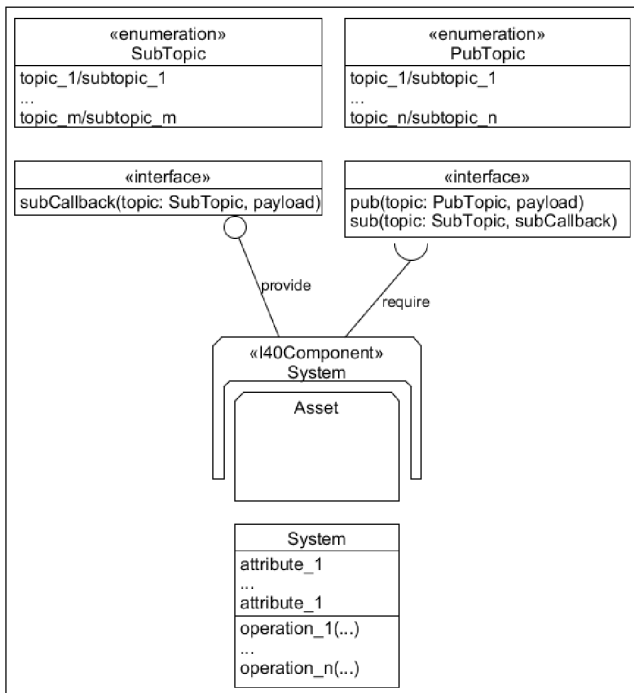 «enumeration»
SubTopic
topic_1/subtopic_1
...
topic_m/subtopic_m
«enumeration»
PubTopic
topic_1/subtopic_1
...
topic_n/subtopic_n
«interface»
subCallback(topic: SubTopic, payload)
«interface»
pub(topic: PubTopic, payload)
sub(topic: SubTopic, subCallback)
provide
require
«I40Component»
System
Asset
System
attribute_1
...
attribute_1
operation_1(...)
...
operation_n(...)